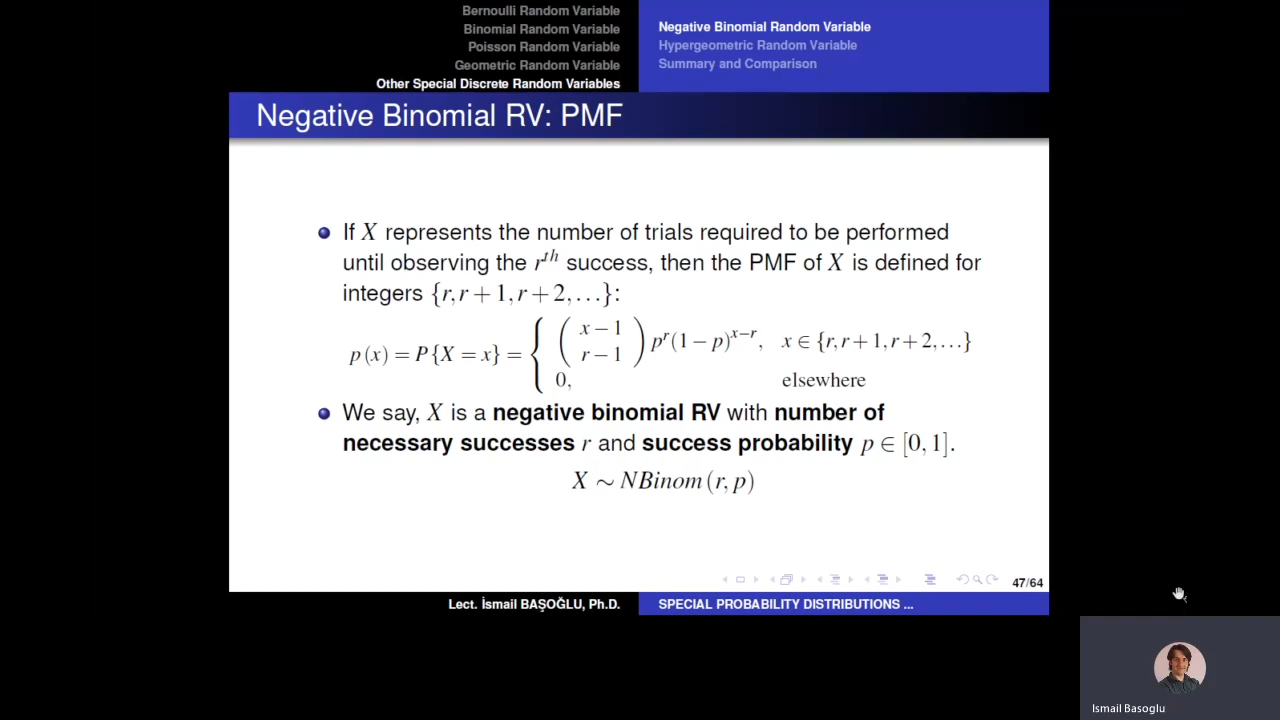 Bernoulli Random Variable
Binomial Random Variable
Poisson Random Variable
Geometric Random Variable
Other Special Discrete Random Variables
Negative Binomial Random Variable
Hypergeometric Random Variable
Summary and Comparison
Negative Binomial RV: PMF
If X represents the number of trials required to be performed
until observing the r^th success, then the PMF of X is defined for
integers {r, r + 1, r + 2, ...}:
p(x) = P{X = x} = { ( x − 1 r − 1 ) p^r (1 − p)^{x−r}, x ∈ {r, r + 1, r + 2, ...}
0, elsewhere
We say, X is a negative binomial RV with number of
necessary successes r and success probability p ∈ [0, 1].
X ∼ NBinom (r, p)
47/64
Lect. İsmail BAŞOĞLU, Ph.D.
SPECIAL PROBABILITY DISTRIBUTIONS ...
Ismail Basoglu